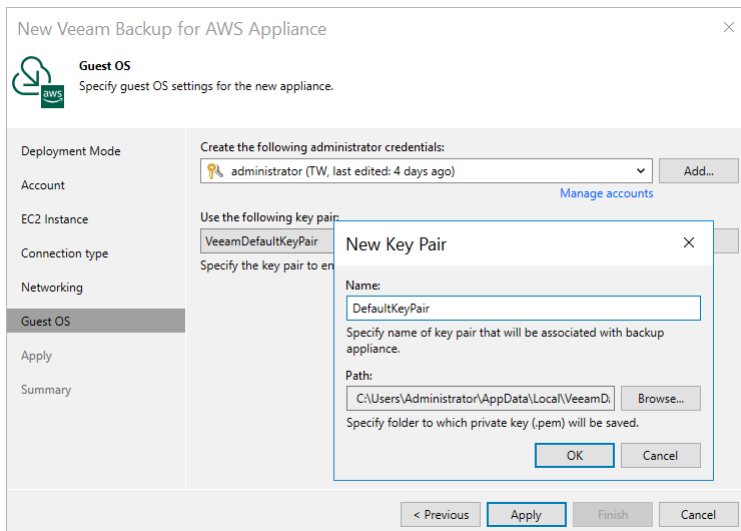 New Veeam Backup for AWS Appliance
Guest OS
Specify guest OS settings for the new appliance.
aws
Deployment Mode
Account
EC2 Instance
Connection type
Networking
Guest OS
Apply
Summary
Create the following administrator credentials:
administrator (TW, last edited: 4 days ago)
Add...
Manage accounts
Use the following key pair:
VeeamDefaultKeyPair
Specify the key pair to en
New Key Pair
Name:
DefaultKeyPair
Specify name of key pair that will be associated with backup
appliance.
Path:
C:\Users\Administrator\AppData\Local\VeeamD
Browse...
Specify folder to which private key (.pem) will be saved.
OK
Cancel
< Previous
Apply
Finish
Cancel